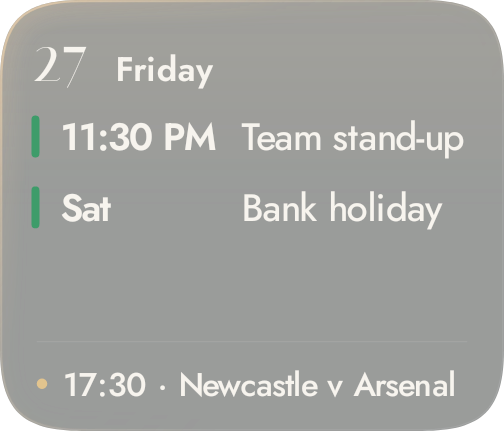 27 Friday
11:30 PM Team stand-up
Sat Bank holiday
17:30 · Newcastle v Arsenal